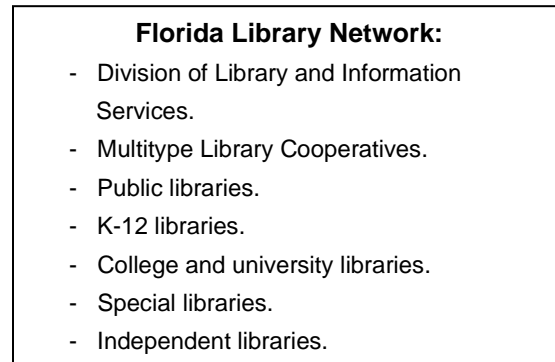 Florida Library Network:
- Division of Library and Information
Services.
- Multitype Library Cooperatives.
- Public libraries.
- K-12 libraries.
- College and university libraries.
- Special libraries.
- Independent libraries.